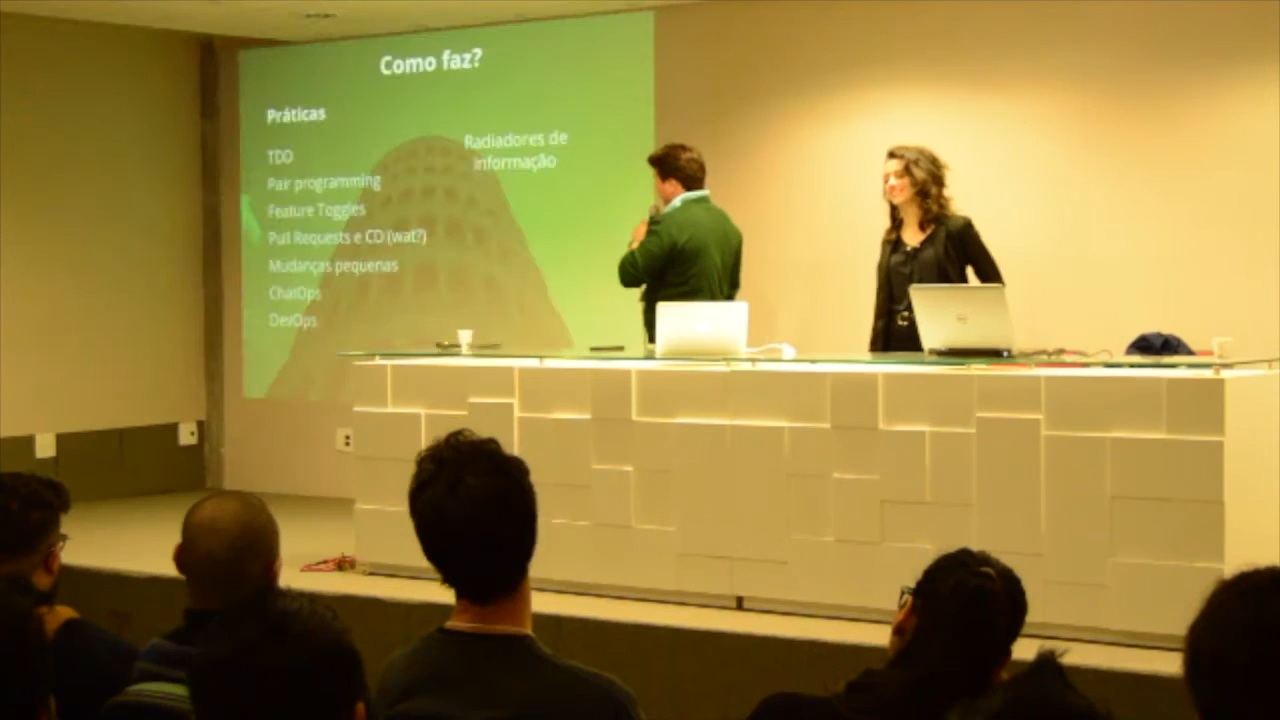 Como faz?
Práticas
TDD
Pair programming
Feature Toggles
Pull Requests e CD (wat?)
Mudanças pequenas
ChatOps
DevOps
Radiadores de
informação